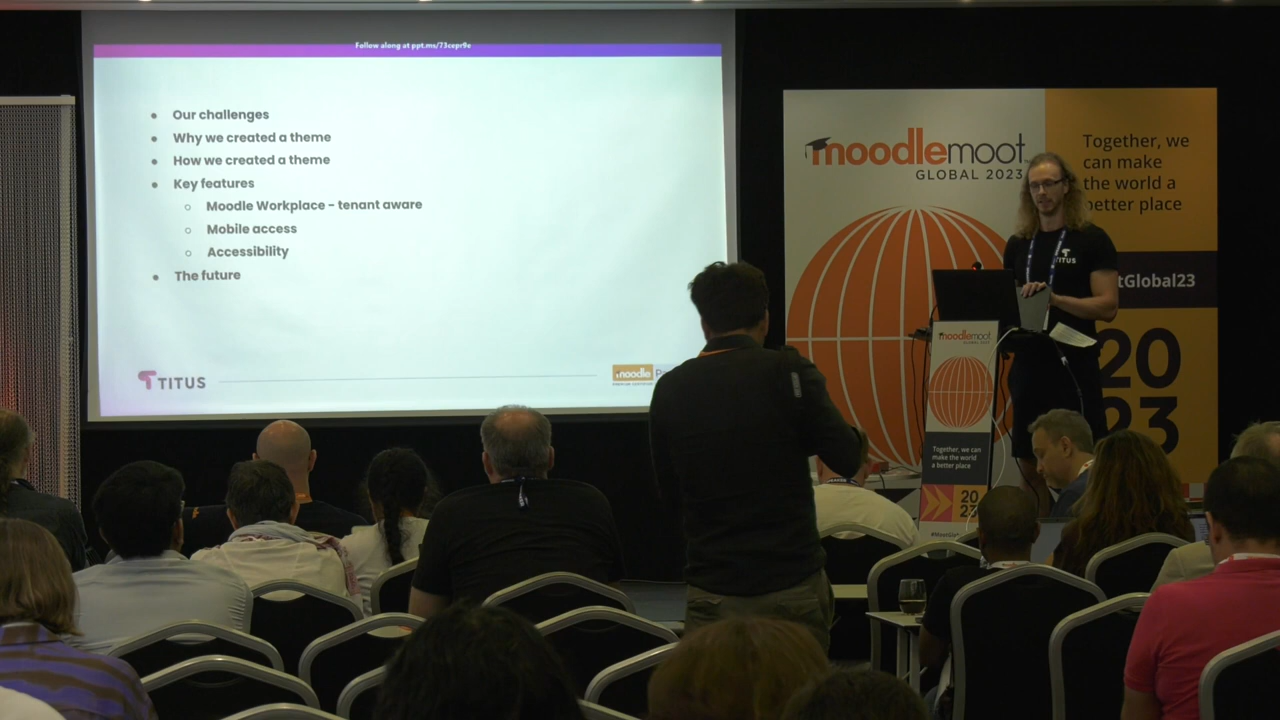 Follow along at ppt.ms/73cepr9e
● Our challenges
● Why we created a theme
● How we created a theme
● Key features
○ Moodle Workplace - tenant aware
○ Mobile access
○ Accessibility
● The future
TITUS
moodle
moodlemoot
GLOBAL 2023
Together, we
can make
the world a
better place
tGlobal23
20
23
TITUS
moodlemoot
Together, we can
make the world
a better place
20
23